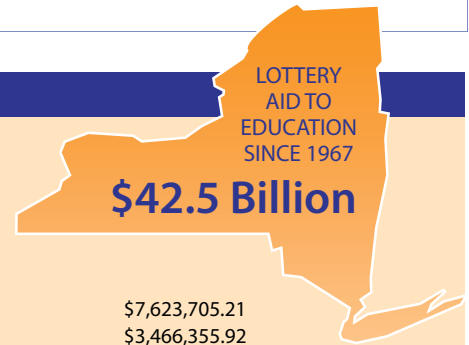 LOTTERY
AID TO
EDUCATION
SINCE 1967
$42.5 Billion
$7,623,705.21
$3,466,355.92